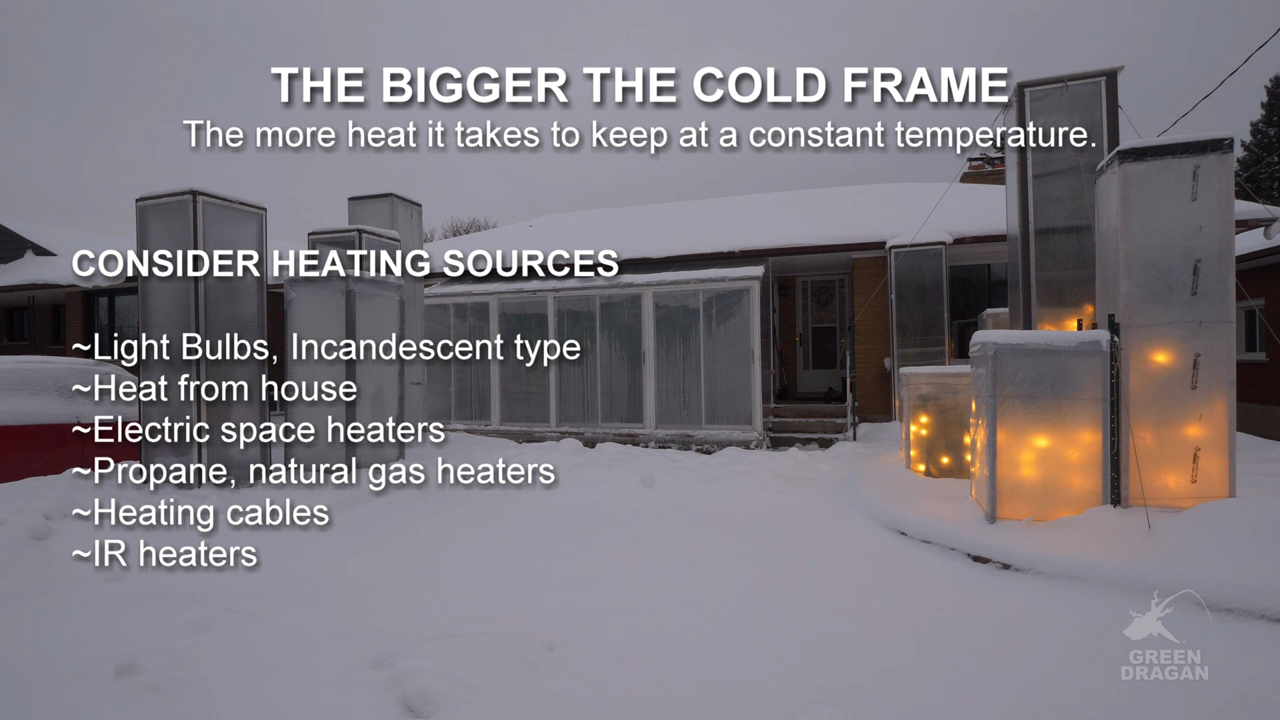 THE BIGGER THE COLD FRAME
The more heat it takes to keep at a constant temperature.
CONSIDER HEATING SOURCES
~Light Bulbs, Incandescent type
~Heat from house
~Electric space heaters
~Propane, natural gas heaters
~Heating cables
~IR heaters
GREEN
DRAGAN